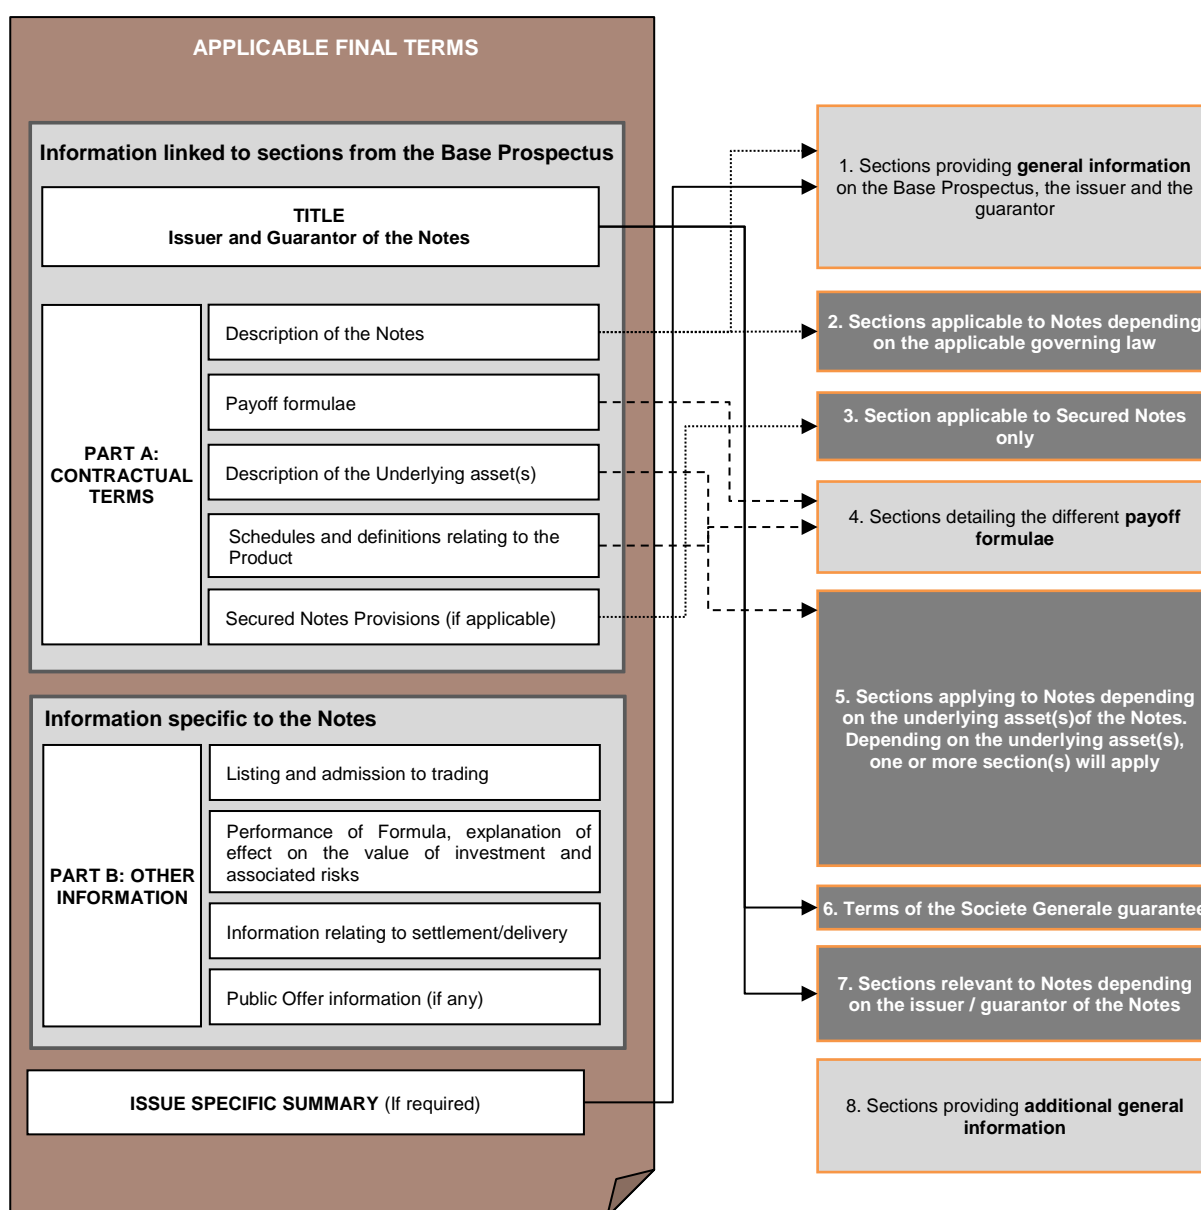 APPLICABLE FINAL TERMS
Information linked to sections from the Base Prospectus
TITLE
Issuer and Guarantor of the Notes
PART A:
CONTRACTUAL
TERMS
Description of the Notes
Payoff formulae
Description of the Underlying asset(s)
Schedules and definitions relating to the
Product
Secured Notes Provisions (if applicable)
Information specific to the Notes
PART B: OTHER
INFORMATION
Listing and admission to trading
Performance of Formula, explanation of
effect on the value of investment and
associated risks
Information relating to settlement/delivery
Public Offer information (if any)
ISSUE SPECIFIC SUMMARY (If required)
1. Sections providing general information
on the Base Prospectus, the issuer and the
guarantor
2. Sections applicable to Notes depending
on the applicable governing law
3. Section applicable to Secured Notes
only
4. Sections detailing the different payoff
formulae
5. Sections applying to Notes depending
on the underlying asset(s)of the Notes.
Depending on the underlying asset(s),
one or more section(s) will apply
6. Terms of the Societe Generale guarantee
7. Sections relevant to Notes depending
on the issuer / guarantor of the Notes
8. Sections providing additional general
information